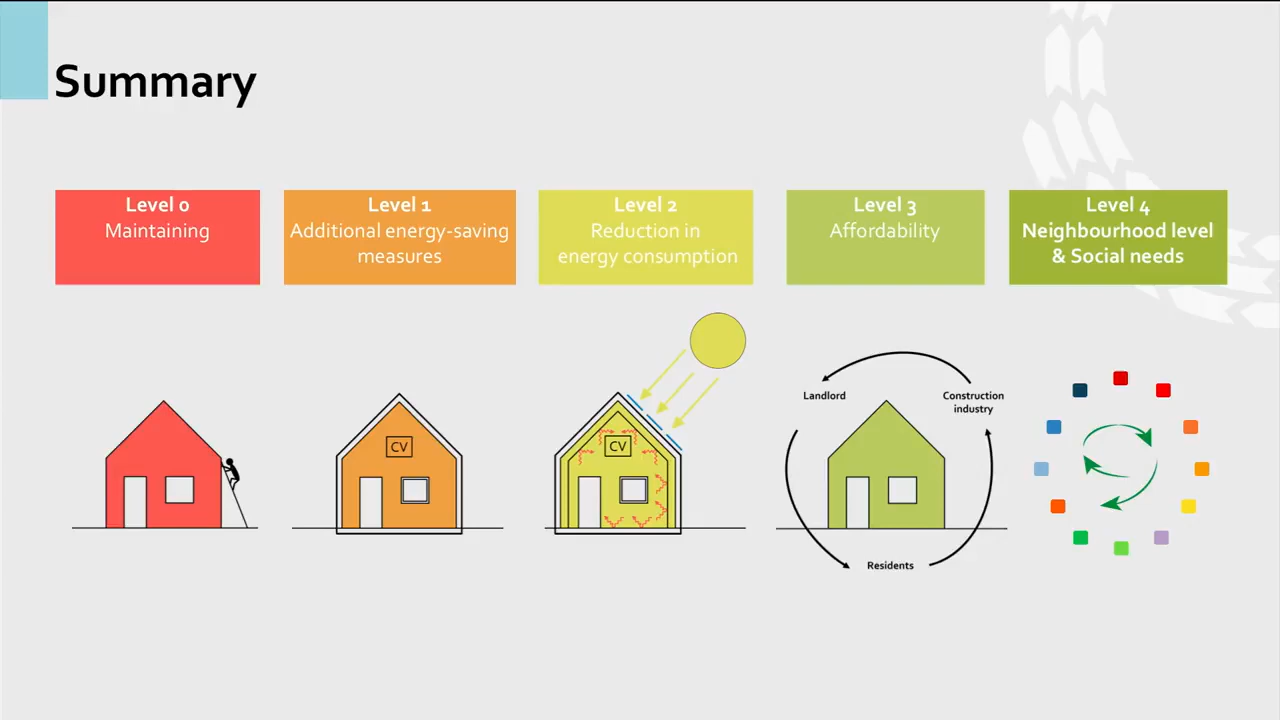 Summary
Level 0
Maintaining
Level 1
Additional energy-saving
measures
Level 2
Reduction in
energy consumption
Level 3
Affordability
Level 4
Neighbourhood level
& Social needs
CV
CV
Landlord
Construction
industry
Residents